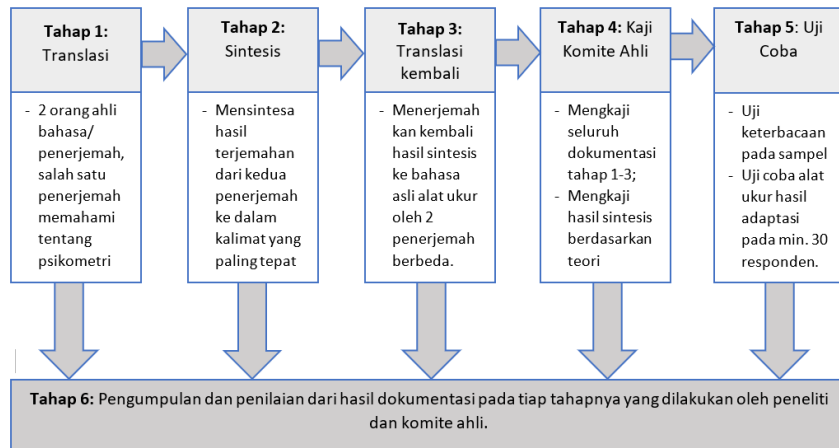 Tahap 1:
Translasi
Tahap 2:
Sintesis
Tahap 3:
Translasi
kembali
Tahap 4: Kaji
Komite Ahli
Tahap 5: Uji
Coba
- 2 orang ahli
bahasa/
penerjemah,
salah satu
penerjemah
memahami
tentang
psikometri
- Mensintesa
hasil
terjemahan
dari kedua
penerjemah
ke dalam
kalimat yang
paling tepat
- Menerjemah
kan kembali
hasil sintesis
ke bahasa
asli alat ukur
oleh 2
penerjemah
berbeda.
- Mengkaji
seluruh
dokumentasi
tahap 1-3;
- Mengkaji
hasil sintesis
berdasarkan
teori
- Uji
keterbacaan
pada sampel
- Uji coba alat
ukur hasil
adaptasi
pada min. 30
responden.
Tahap 6: Pengumpulan dan penilaian dari hasil dokumentasi pada tiap tahapnya yang dilakukan oleh peneliti
dan komite ahli.